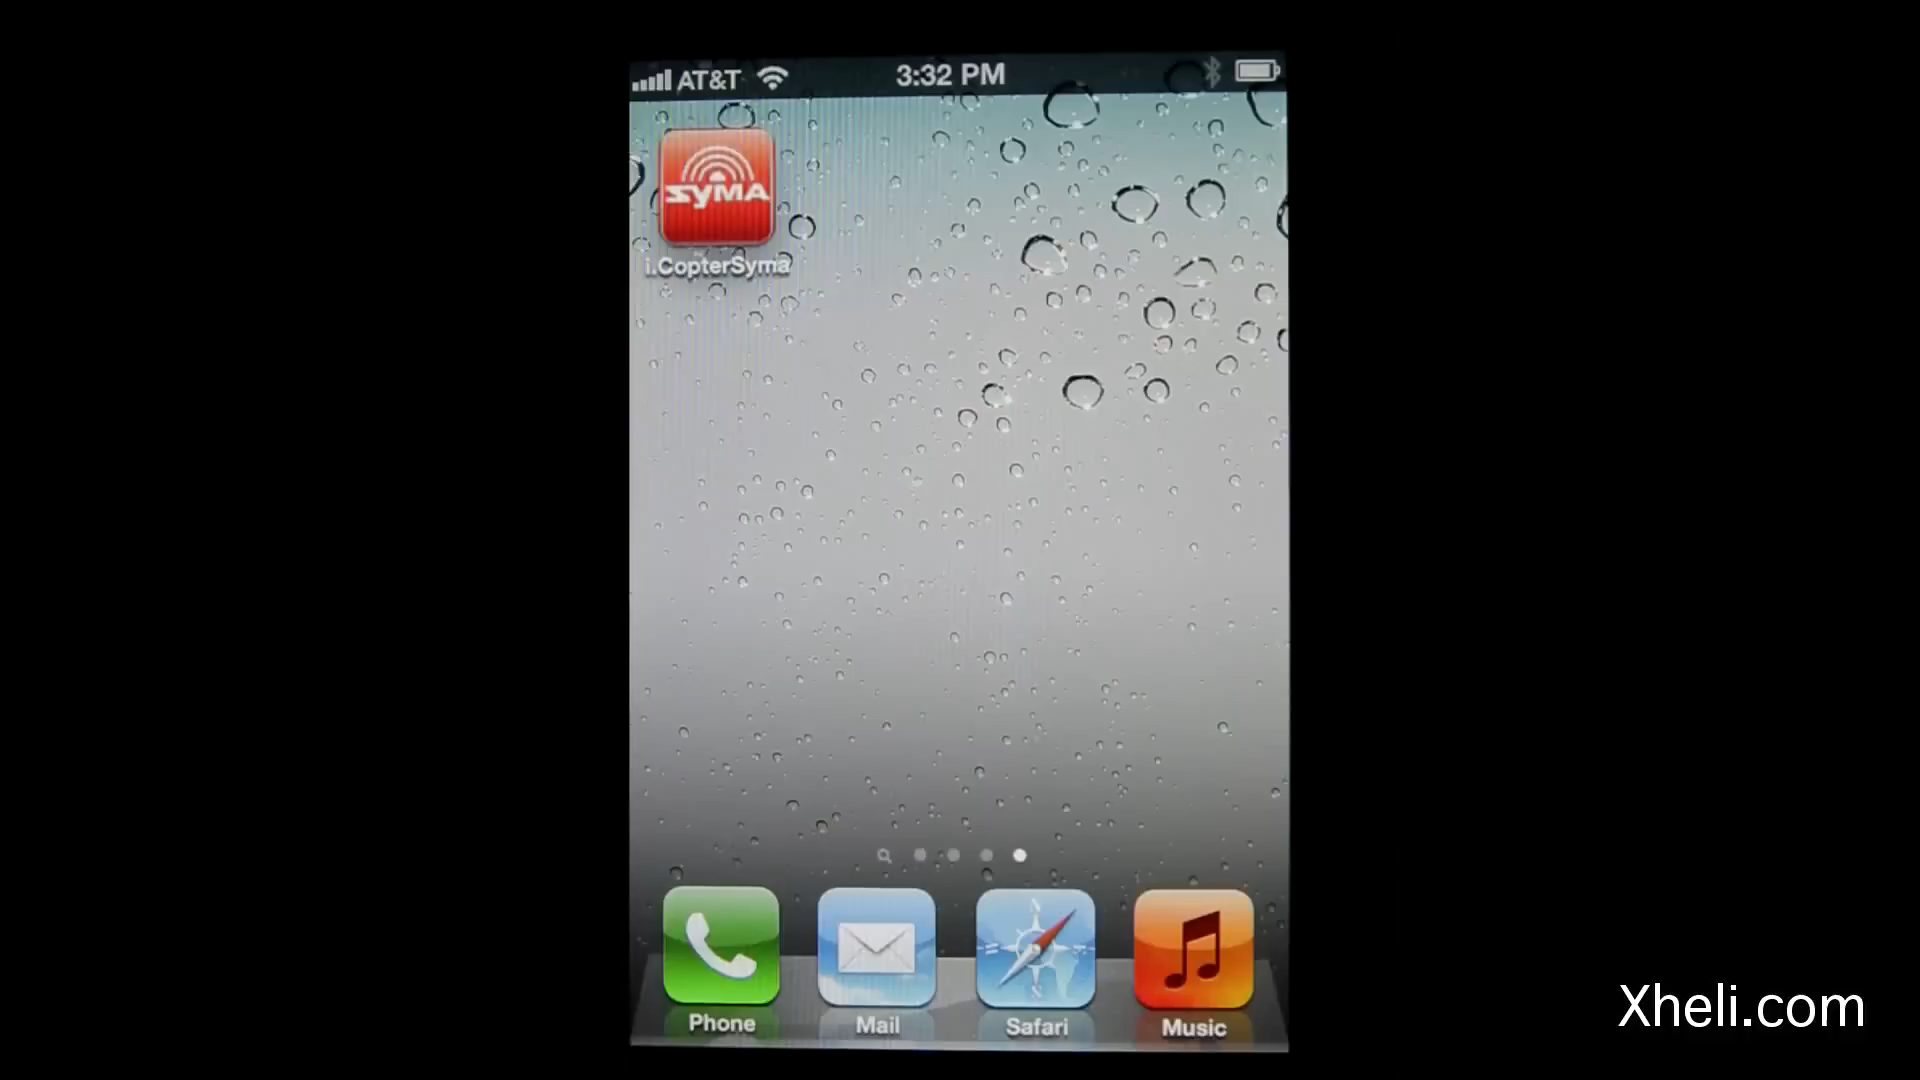 AT&T 3:32 PM
SYMA
i.CopterSyma
N
S
Phone Mail Safari Music
Xheli.com